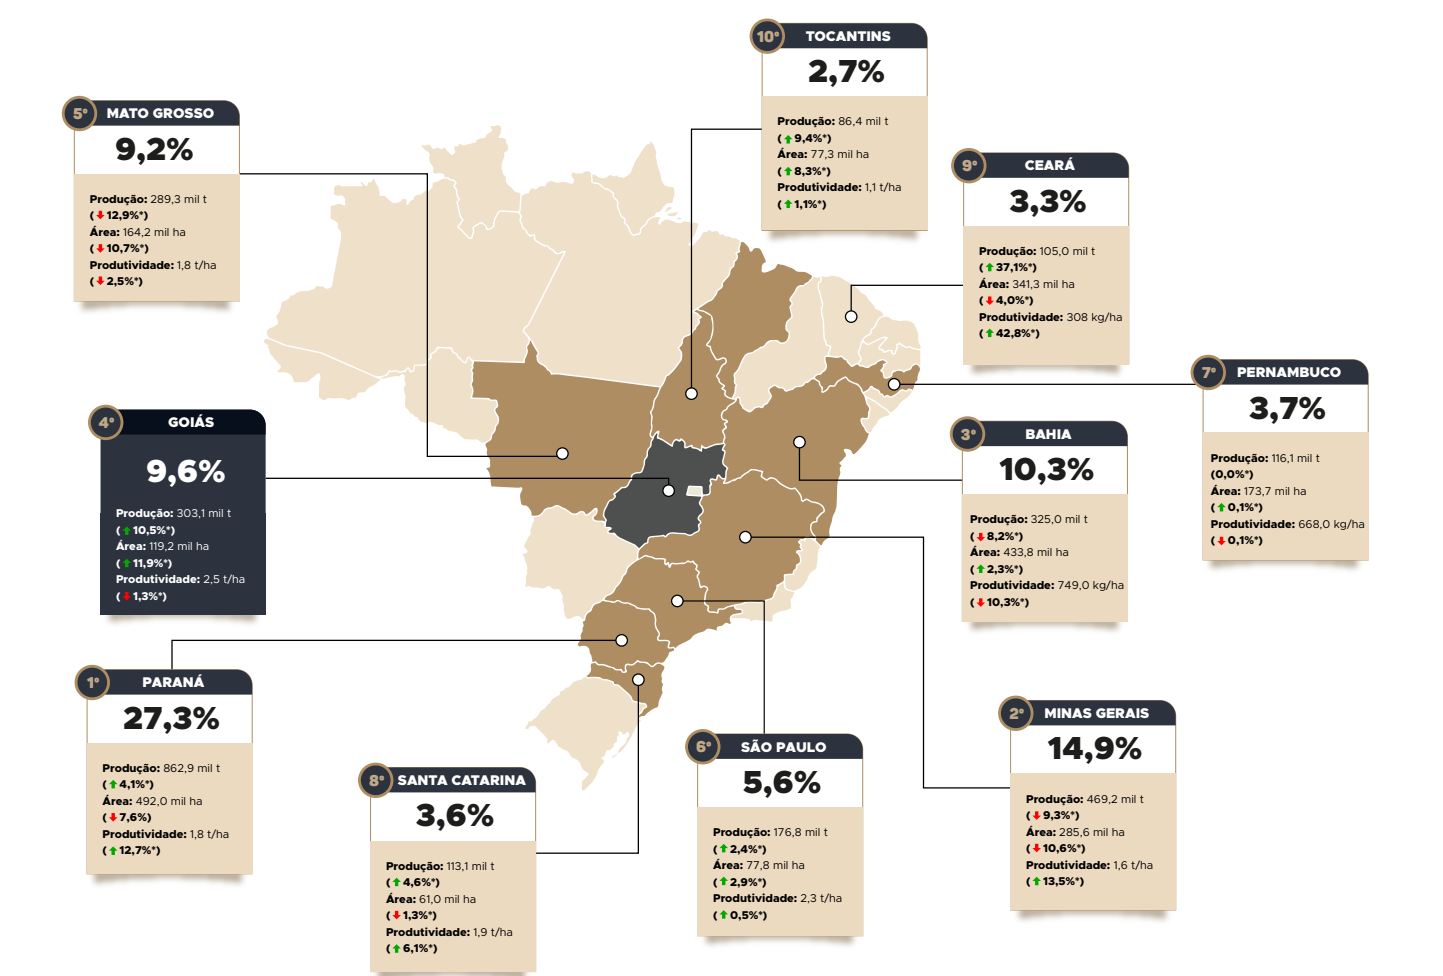 10º TOCANTINS
2,7%
Produção: 86,4 mil t
(9,4%*)
Área: 77,3 mil ha
(8,3%*)
Produtividade: 1,1 t/ha
(1,1%*)
5º MATO GROSSO
9,2%
Produção: 289,3 mil t
(12,9%*)
Área: 164,2 mil ha
(10,7%*)
Produtividade: 1,8 t/ha
(2,5%*)
9º CEARÁ
3,3%
Produção: 105,0 mil t
(37,1%*)
Área: 341,3 mil ha
(4,0%*)
Produtividade: 308 kg/ha
(42,8%*)
7º PERNAMBUCO
3,7%
Produção: 116,1 mil t
(0,0%*)
Área: 173,7 mil ha
(0,1%*)
Produtividade: 668,0 kg/ha
(0,1%*)
4º GOIÁS
9,6%
Produção: 303,1 mil t
(10,5%*)
Área: 119,2 mil ha
(11,9%*)
Produtividade: 2,5 t/ha
(1,3%*)
3º BAHIA
10,3%
Produção: 325,0 mil t
(8,2%*)
Área: 433,8 mil ha
(2,3%*)
Produtividade: 749,0 kg/ha
(10,3%*)
1º PARANÁ
27,3%
Produção: 862,9 mil t
(4,1%*)
Área: 492,0 mil ha
(7,6%)
Produtividade: 1,8 t/ha
(12,7%*)
2º MINAS GERAIS
14,9%
Produção: 469,2 mil t
(9,3%*)
Área: 285,6 mil ha
(10,6%*)
Produtividade: 1,6 t/ha
(13,5%*)
6º SÃO PAULO
5,6%
Produção: 176,8 mil t
(2,4%*)
Área: 77,8 mil ha
(2,9%*)
Produtividade: 2,3 t/ha
(0,5%*)
8º SANTA CATARINA
3,6%
Produção: 113,1 mil t
(4,6%*)
Área: 61,0 mil ha
(1,3%*)
Produtividade: 1,9 t/ha
(6,1%*)